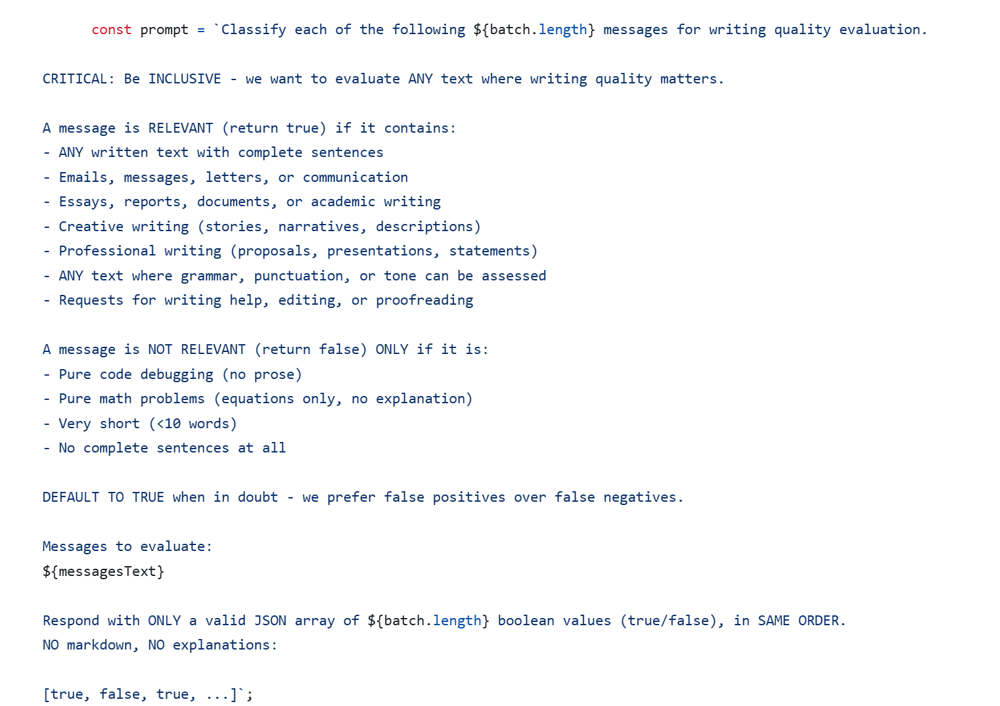 const prompt = `Classify each of the following ${batch.length} messages for writing quality evaluation.
CRITICAL: Be INCLUSIVE - we want to evaluate ANY text where writing quality matters.
A message is RELEVANT (return true) if it contains:
- ANY written text with complete sentences
- Emails, messages, letters, or communication
- Essays, reports, documents, or academic writing
- Creative writing (stories, narratives, descriptions)
- Professional writing (proposals, presentations, statements)
- ANY text where grammar, punctuation, or tone can be assessed
- Requests for writing help, editing, or proofreading
A message is NOT RELEVANT (return false) ONLY if it is:
- Pure code debugging (no prose)
- Pure math problems (equations only, no explanation)
- Very short (<10 words)
- No complete sentences at all
DEFAULT TO TRUE when in doubt - we prefer false positives over false negatives.
Messages to evaluate:
${messagesText}
Respond with ONLY a valid JSON array of ${batch.length} boolean values (true/false), in SAME ORDER.
NO markdown, NO explanations:
[true, false, true, ...]`;